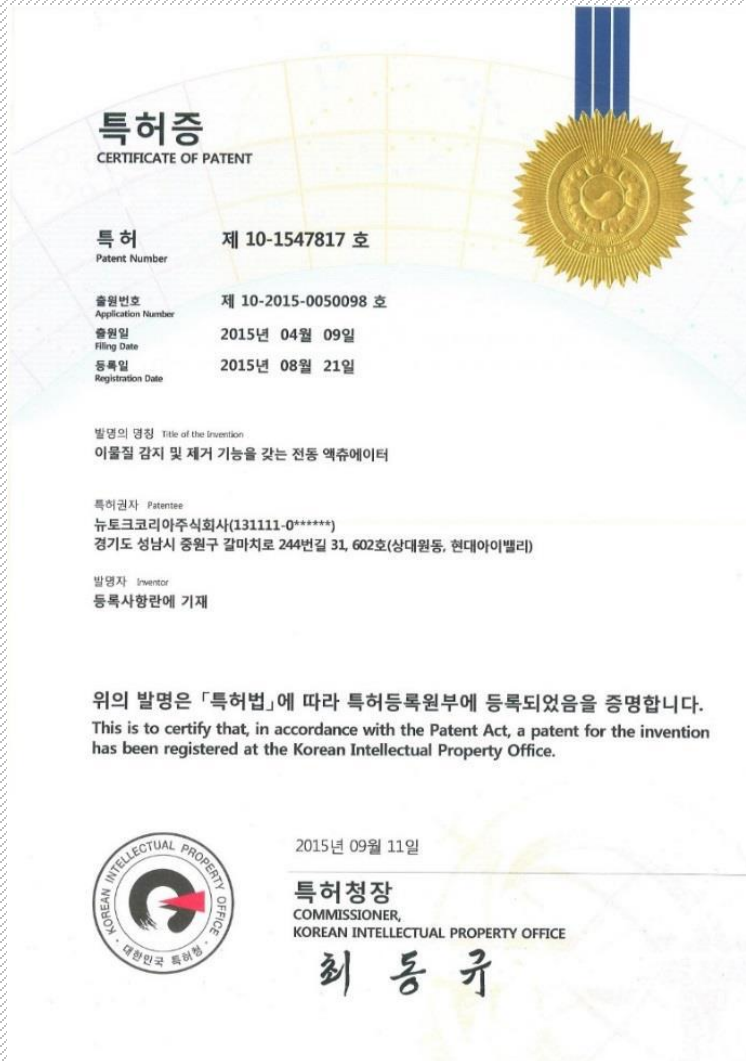 특허증
CERTIFICATE OF PATENT
특허 제 10-1547817 호
Patent Number
출원번호 제 10-2015-0050098 호
Application Number
출원일 2015년 04월 09일
Filing Date
등록일 2015년 08월 21일
Registration Date
발명의 명칭 Title of the Invention
이물질 감지 및 제거 기능을 갖는 전동 액츄에이터
특허권자 Patentee
뉴토크코리아주식회사(131111-0******)
경기도 성남시 중원구 갈마치로 244번길 31, 602호(상대원동, 현대아이밸리)
발명자 Inventor
등록사항란에 기재
위의 발명은 「특허법」에 따라 특허등록원부에 등록되었음을 증명합니다.
This is to certify that, in accordance with the Patent Act, a patent for the invention
has been registered at the Korean Intellectual Property Office.
2015년 09월 11일
특허청장
COMMISSIONER,
KOREAN INTELLECTUAL PROPERTY OFFICE
최동규
KOREAN INTELLECTUAL PROPERTY OFFICE
대한민국 특허청